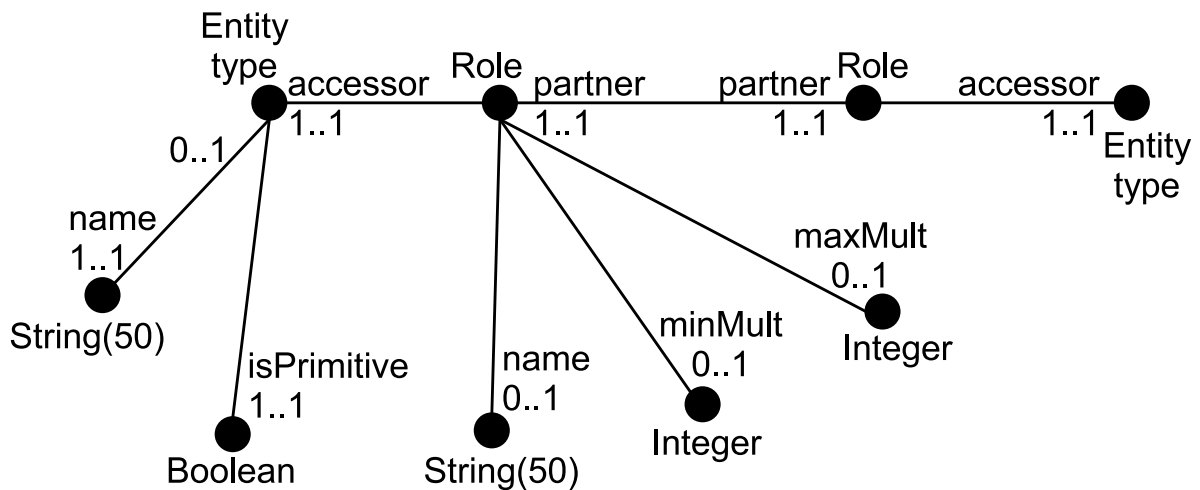 Entity
type
accessor
1..1
Role
partner
1..1
partner
1..1
Role
accessor
1..1
Entity
type
0..1
name
1..1
String(50)
isPrimitive
1..1
Boolean
name
0..1
String(50)
minMult
0..1
Integer
maxMult
0..1
Integer